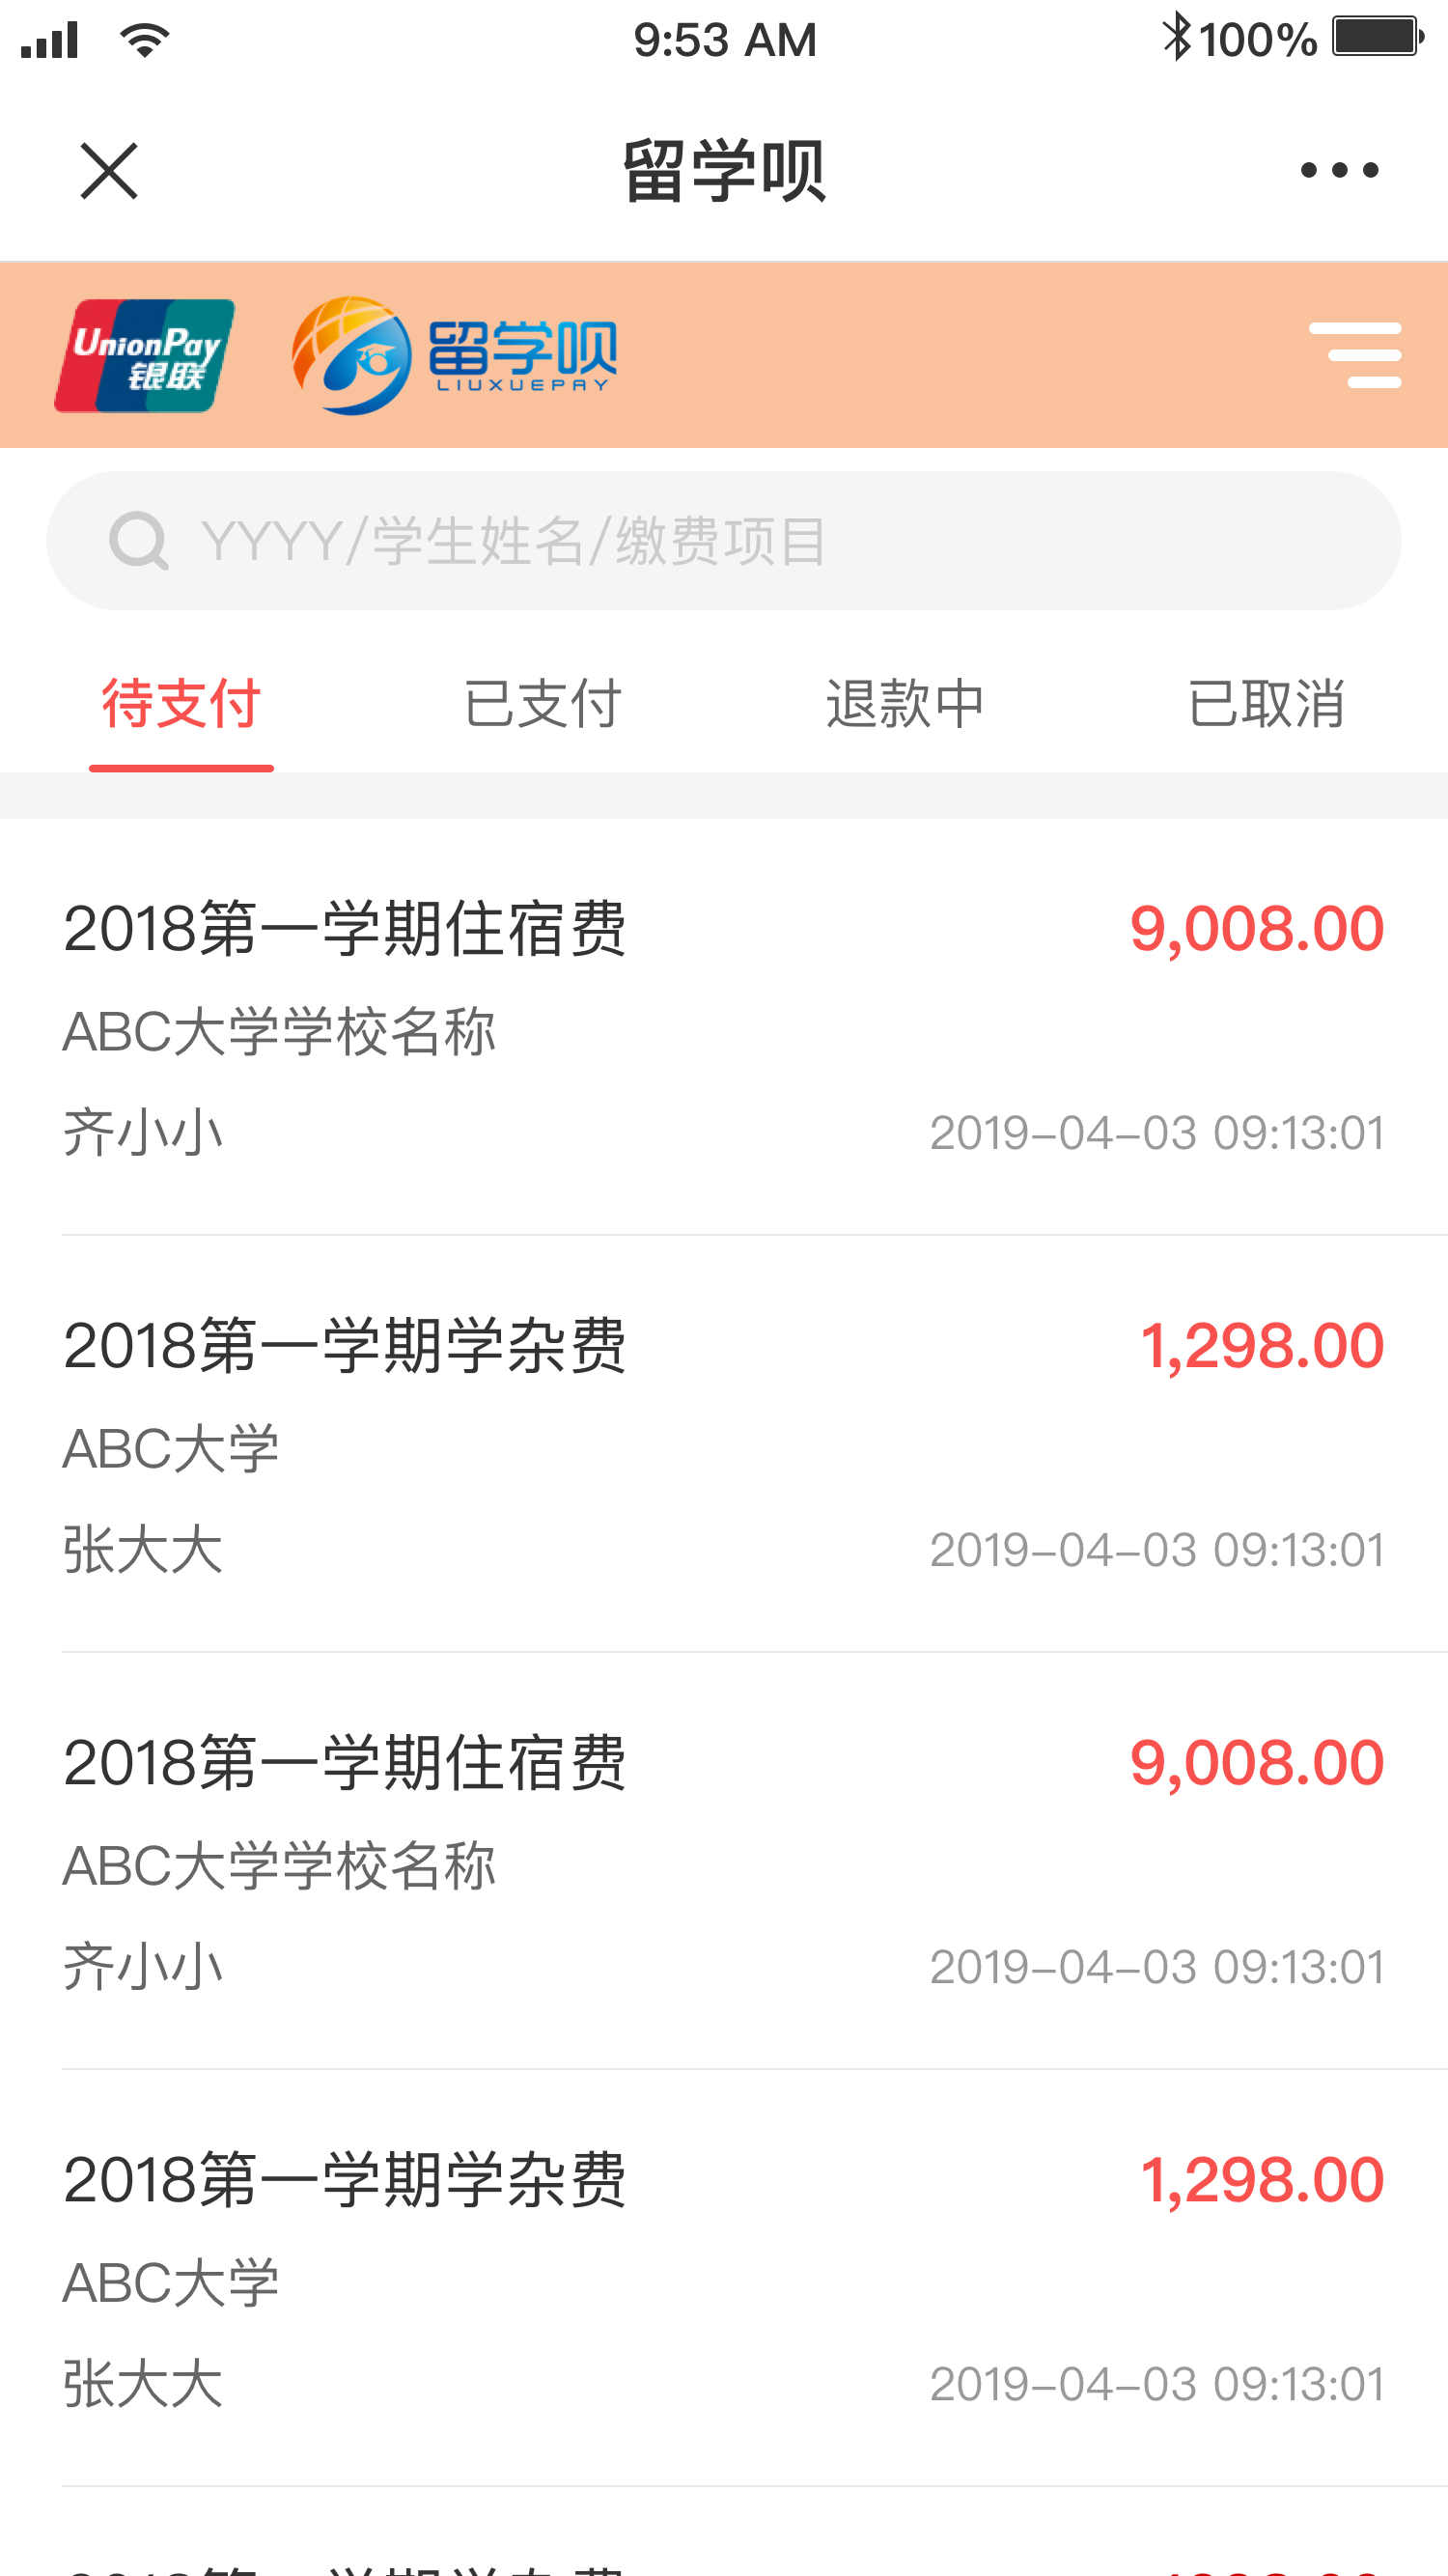 9:53 AM
100%
留学呗
UnionPay
银联
留学呗
LIUXUEPAY
YYYY/学生姓名/缴费项目
待支付 已支付 退款中 已取消
2018第一学期住宿费 9,008.00
ABC大学学校名称
齐小小 2019-04-03 09:13:01
2018第一学期学杂费 1,298.00
ABC大学
张大大 2019-04-03 09:13:01
2018第一学期住宿费 9,008.00
ABC大学学校名称
齐小小 2019-04-03 09:13:01
2018第一学期学杂费 1,298.00
ABC大学
张大大 2019-04-03 09:13:01